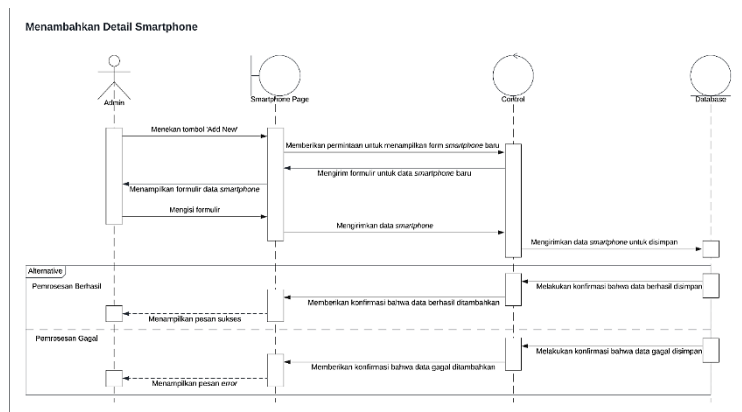 Menambahkan Detail Smartphone
Admin
Smartphone Page
Control
Database
Menekan tombol 'Add New'
Memberikan permintaan untuk menampilkan form smartphone baru
Mengirim formulir untuk data smartphone baru
Menampilkan formulir data smartphone
Mengisi formulir
Mengirimkan data smartphone
Mengirimkan data smartphone untuk disimpan
Alternative
Pemrosesan Berhasil
Melakukan konfirmasi bahwa data berhasil disimpan
Memberikan konfirmasi bahwa data berhasil ditambahkan
Menampilkan pesan sukses
Pemrosesan Gagal
Melakukan konfirmasi bahwa data gagal disimpan
Memberikan konfirmasi bahwa data gagal ditambahkan
Menampilkan pesan error